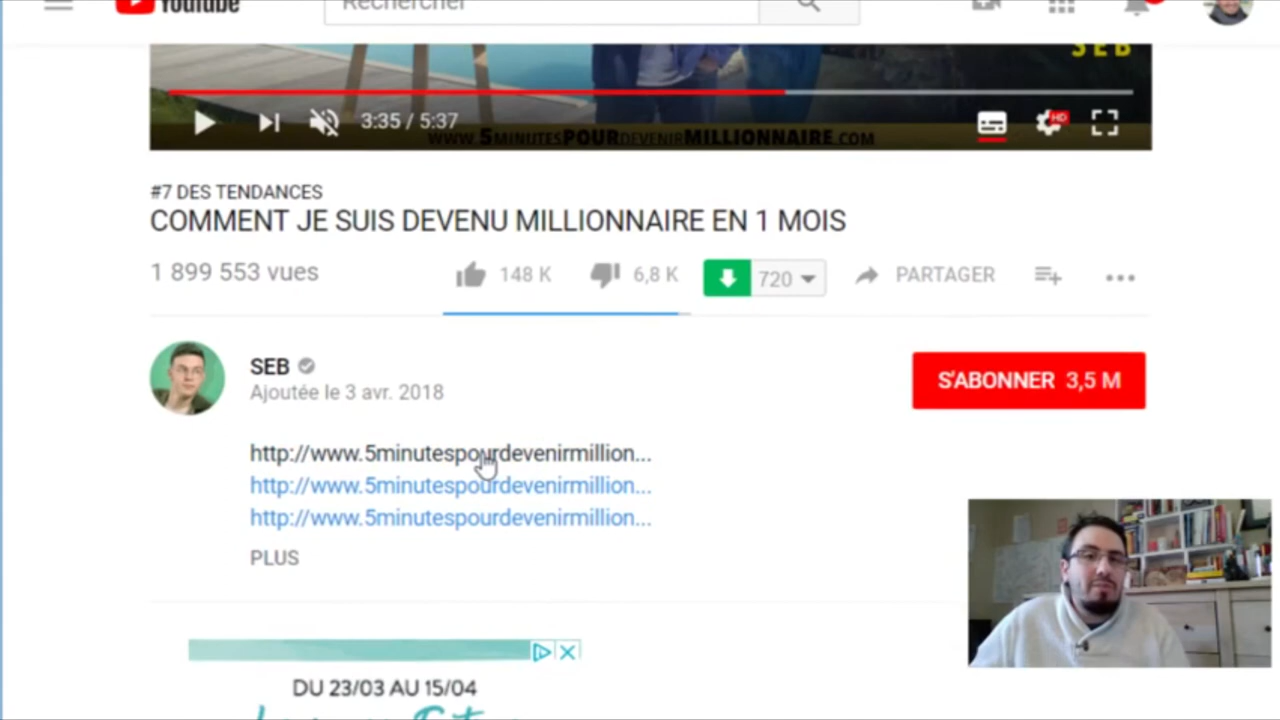 YouTube
Rechercher
SEB
3:35 / 5:37
HD
WWW.5MINUTESPOURDEVENIRMILLIONNAIRE.COM
#7 DES TENDANCES
COMMENT JE SUIS DEVENU MILLIONNAIRE EN 1 MOIS
1 899 553 vues
148 K
6,8 K
720
PARTAGER
SEB
Ajoutée le 3 avr. 2018
S'ABONNER 3,5 M
http://www.5minutespourdevenirmillion...
http://www.5minutespourdevenirmillion...
http://www.5minutespourdevenirmillion...
PLUS
DU 23/03 AU 15/04